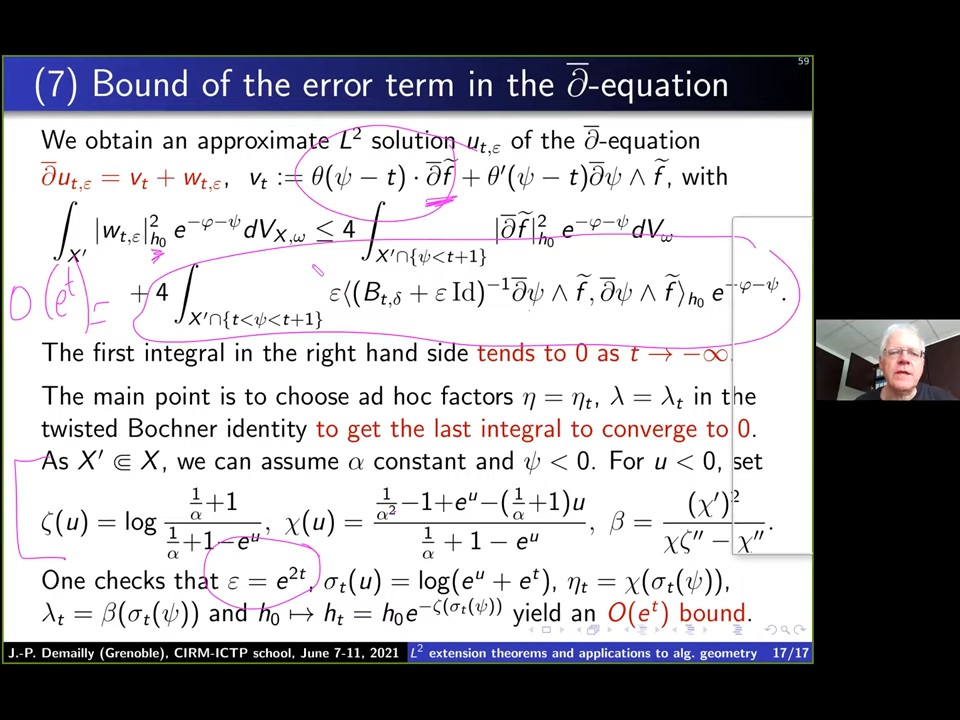 59
(7) Bound of the error term in the ∂̅-equation
We obtain an approximate L² solution u_{t,ε} of the ∂̅-equation
∂̅u_{t,ε} = v_t + w_{t,ε}, v_t := θ(ψ − t) · ∂̅f̃ + θ′(ψ − t)∂̅ψ ∧ f̃, with
∫_{X′} |w_{t,ε}|²_{h₀} e^{−φ−ψ} dV_{X,ω} ≤ 4 ∫_{X′∩{ψ<t+1}} |∂̅f̃|²_{h₀} e^{−φ−ψ} dV_ω
O(e^t) = + 4 ∫_{X′∩{t<ψ<t+1}} ε⟨(B_{t,δ} + ε Id)^{−1}∂̅ψ ∧ f̃, ∂̅ψ ∧ f̃⟩_{h₀} e^{−φ−ψ}.
The first integral in the right hand side tends to 0 as t → −∞.
The main point is to choose ad hoc factors η = η_t, λ = λ_t in the
twisted Bochner identity to get the last integral to converge to 0.
As X′ ⋐ X, we can assume α constant and ψ < 0. For u < 0, set
ζ(u) = log (1/α + 1)/(1/α + 1 − e^u), χ(u) = (1/α² − 1 + e^u − (1/α + 1)u)/(1/α + 1 − e^u), β = (χ′)²/(χζ″ − χ″).
One checks that ε = e^{2t}, σ_t(u) = log(e^u + e^t), η_t = χ(σ_t(ψ)),
λ_t = β(σ_t(ψ)) and h₀ ↦ h_t = h₀e^{−ζ(σ_t(ψ))} yield an O(e^t) bound.
J.-P. Demailly (Grenoble), CIRM-ICTP school, June 7-11, 2021 L² extension theorems and applications to alg. geometry 17/17